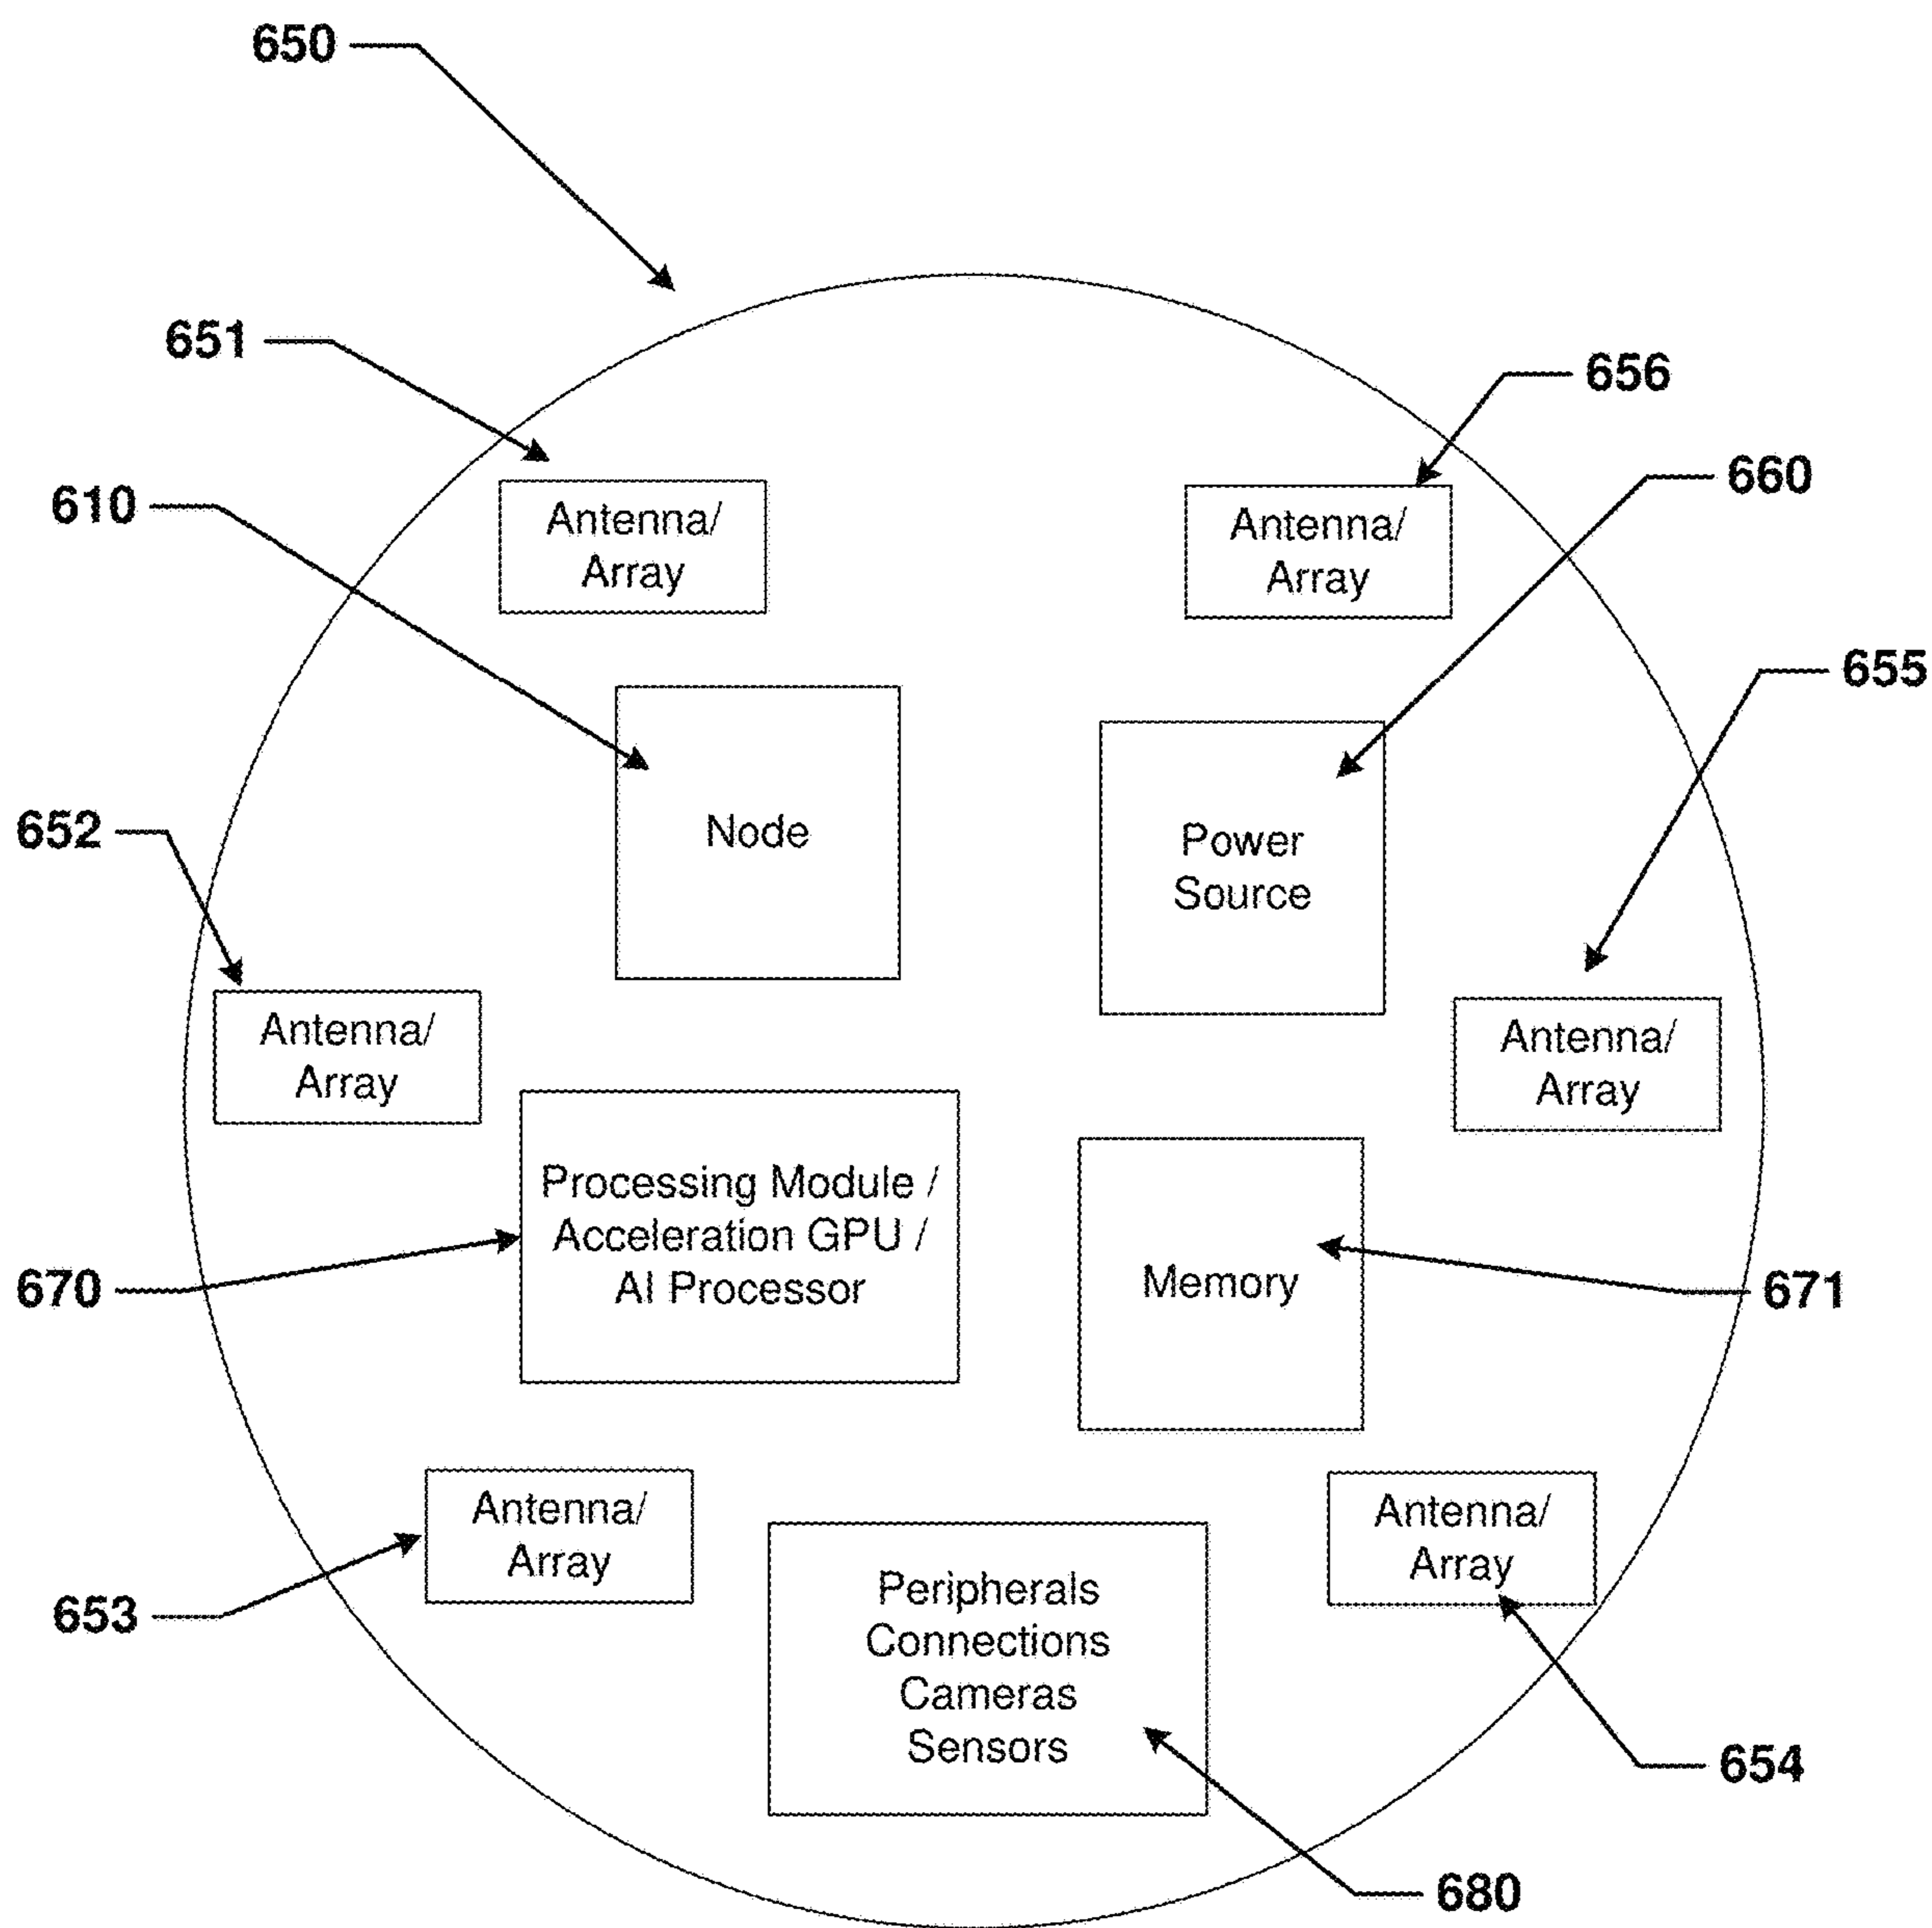 650
651
656
660
610
Antenna/
Array
Antenna/
Array
655
652
Node
Power
Source
Antenna/
Array
Antenna/
Array
Processing Module /
Acceleration GPU /
AI Processor
670
Memory
671
Antenna/
Array
Antenna/
Array
653
Peripherals
Connections
Cameras
Sensors
654
680